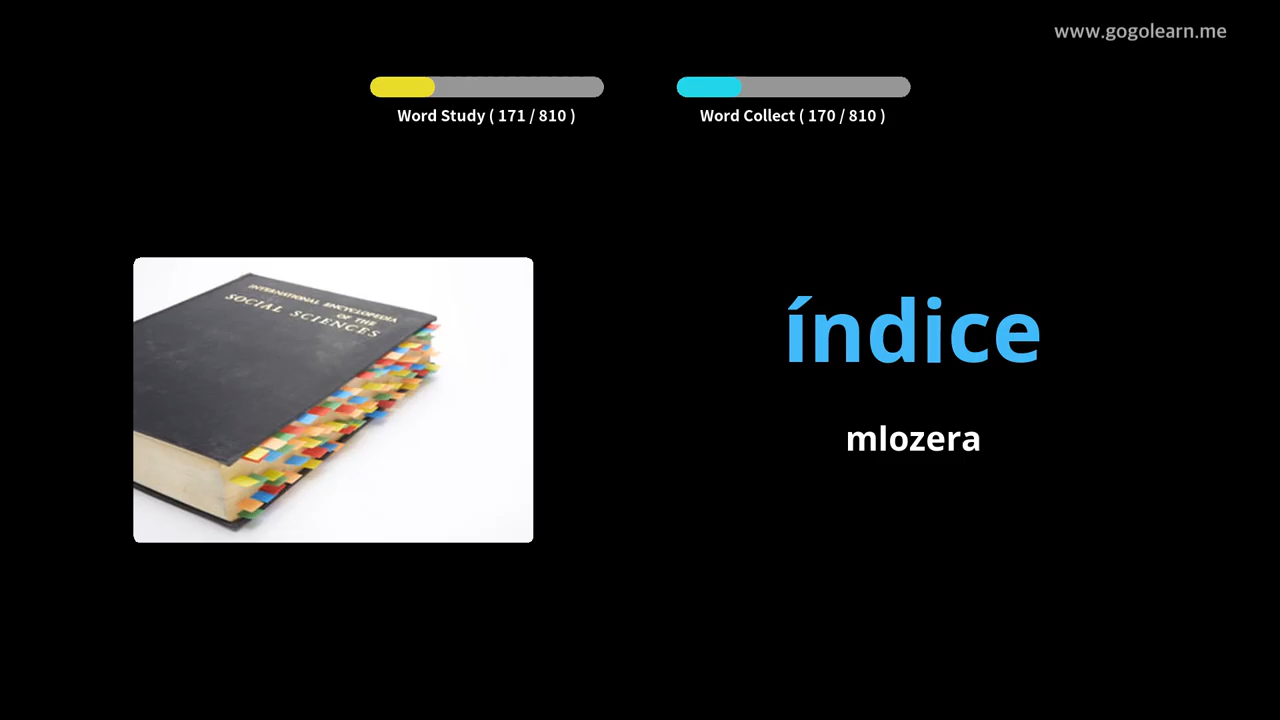 www.gogolearn.me
Word Study ( 171 / 810 )
Word Collect ( 170 / 810 )
INTERNATIONAL ENCYCLOPEDIA
OF THE
SOCIAL SCIENCES
índice
mlozera